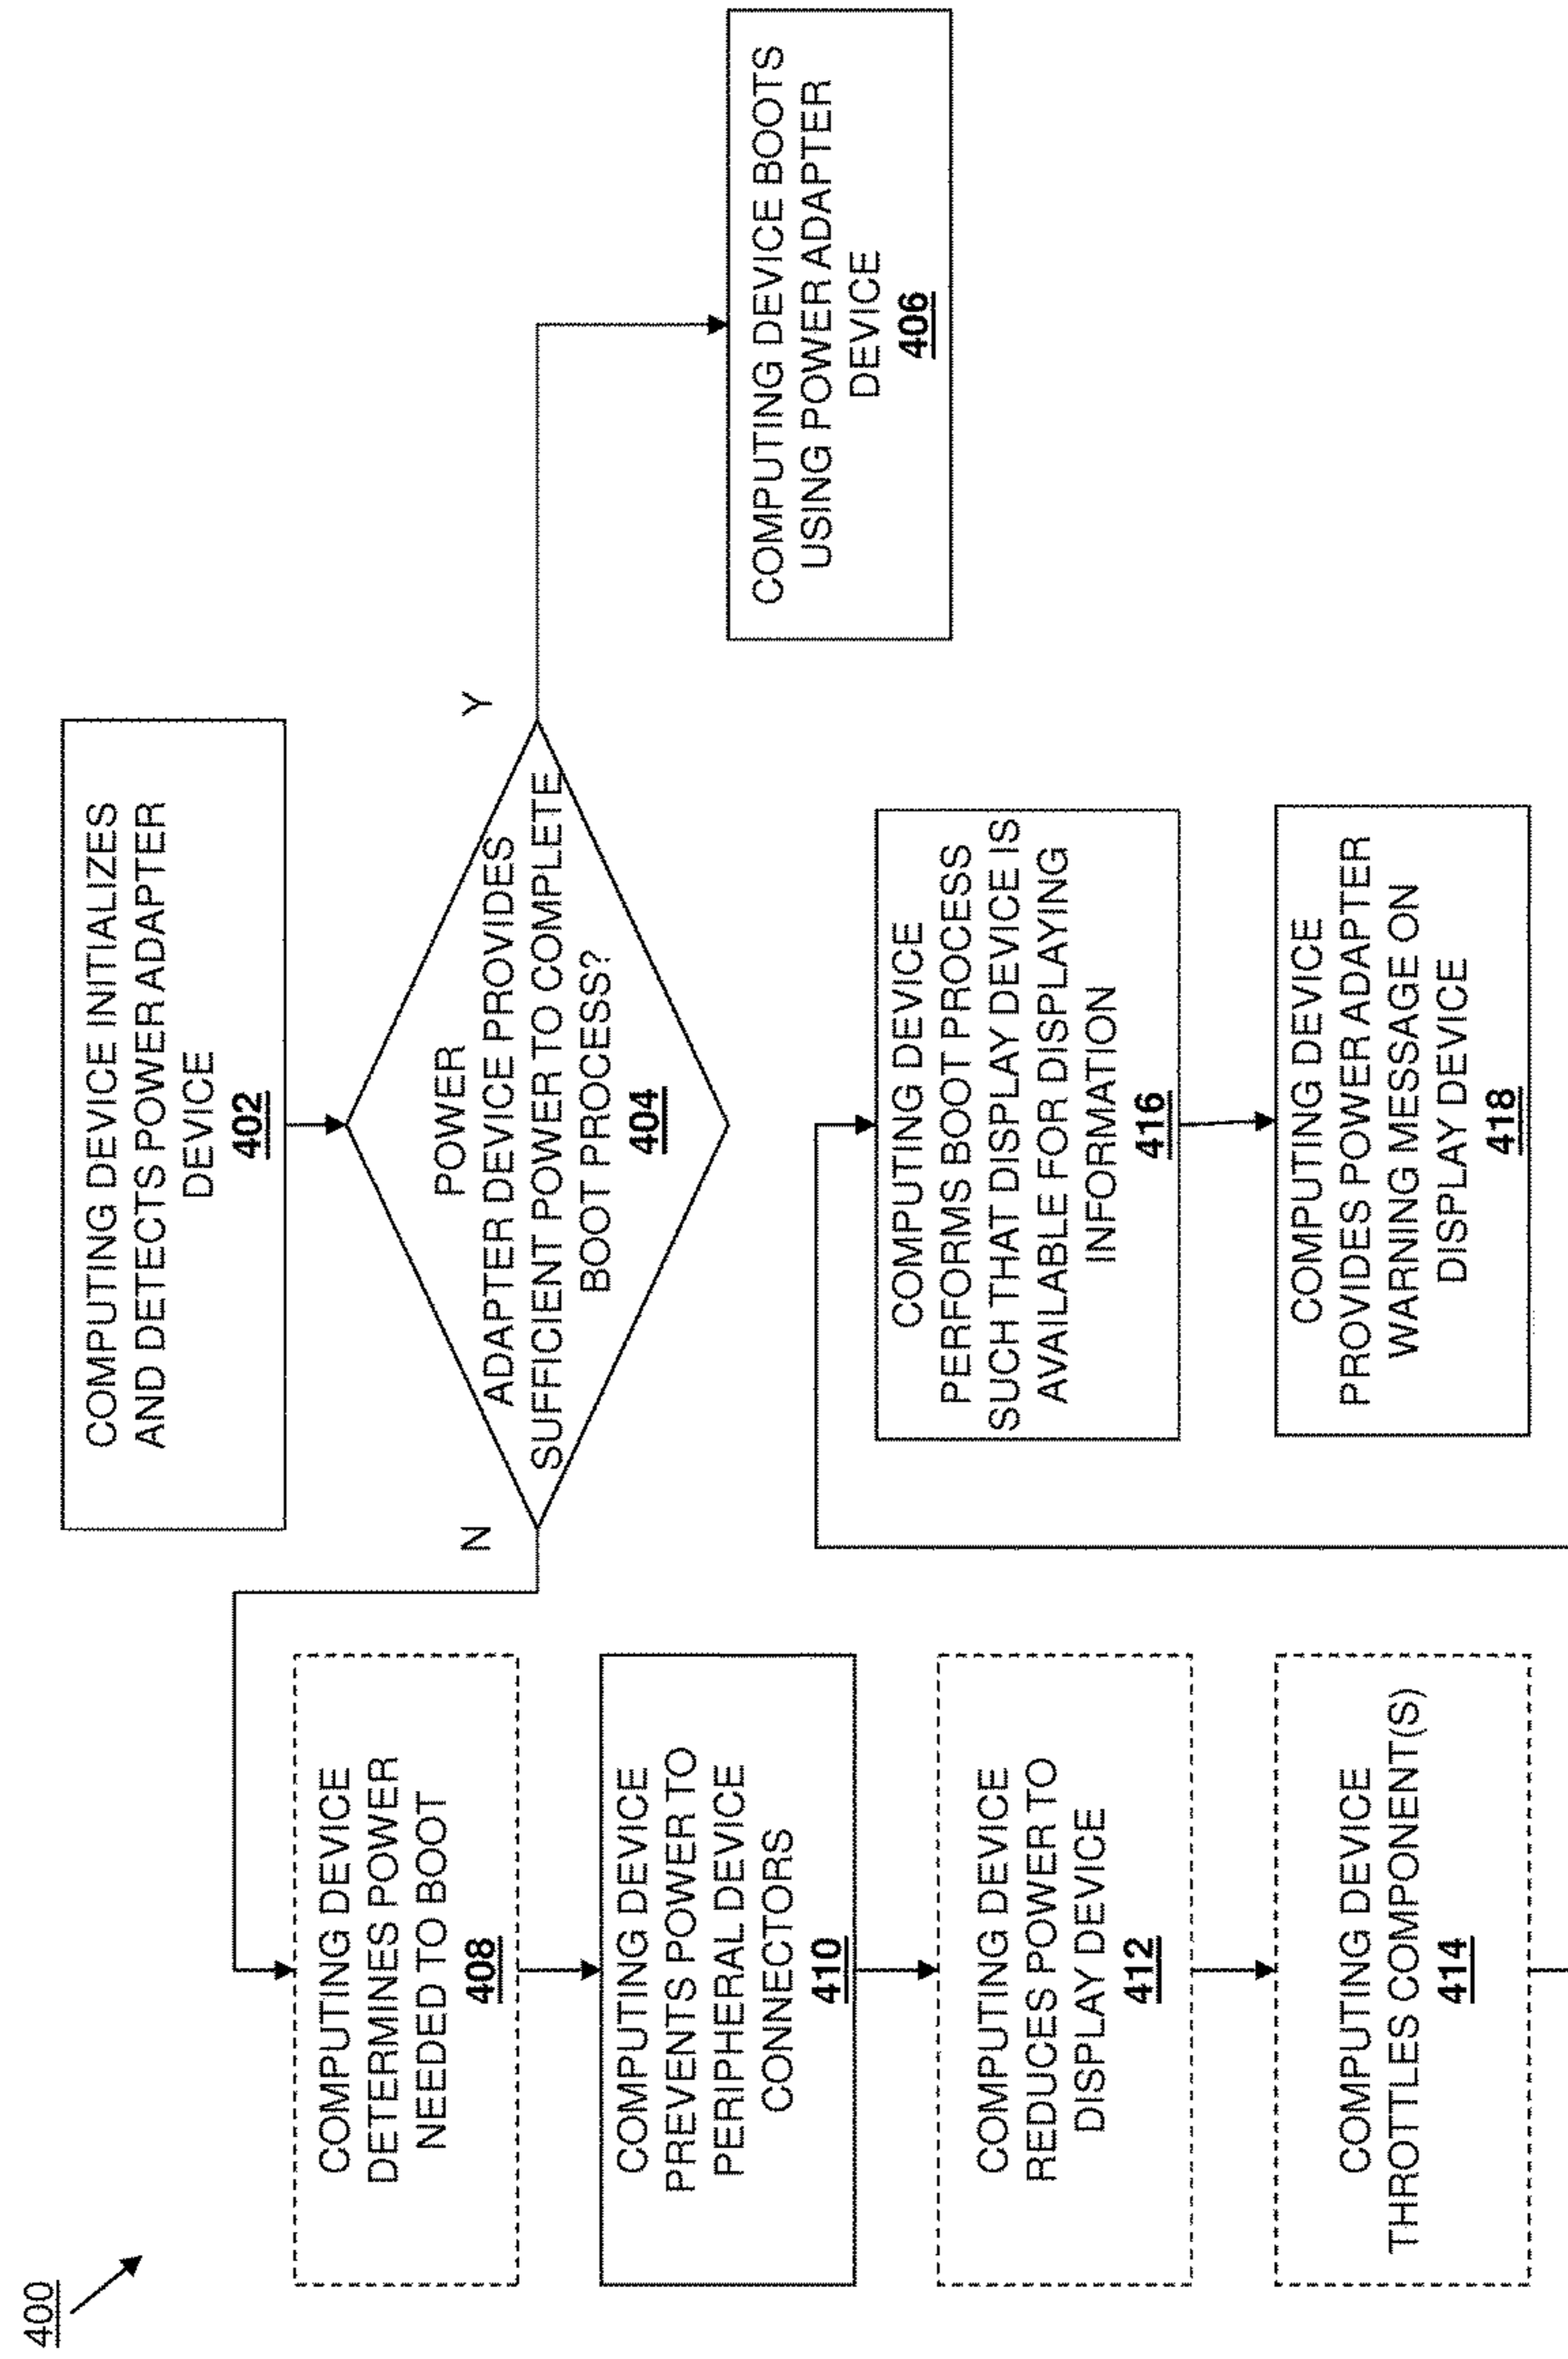 400
COMPUTING DEVICE INITIALIZES
AND DETECTS POWER ADAPTER
DEVICE
402
POWER
ADAPTER DEVICE PROVIDES
SUFFICIENT POWER TO COMPLETE
BOOT PROCESS?
404
N
Y
COMPUTING DEVICE BOOTS
USING POWER ADAPTER
DEVICE
406
COMPUTING DEVICE
DETERMINES POWER
NEEDED TO BOOT
408
COMPUTING DEVICE
PREVENTS POWER TO
PERIPHERAL DEVICE
CONNECTORS
410
COMPUTING DEVICE
REDUCES POWER TO
DISPLAY DEVICE
412
COMPUTING DEVICE
THROTTLES COMPONENT(S)
414
COMPUTING DEVICE
PERFORMS BOOT PROCESS
SUCH THAT DISPLAY DEVICE IS
AVAILABLE FOR DISPLAYING
INFORMATION
416
COMPUTING DEVICE
PROVIDES POWER ADAPTER
WARNING MESSAGE ON
DISPLAY DEVICE
418